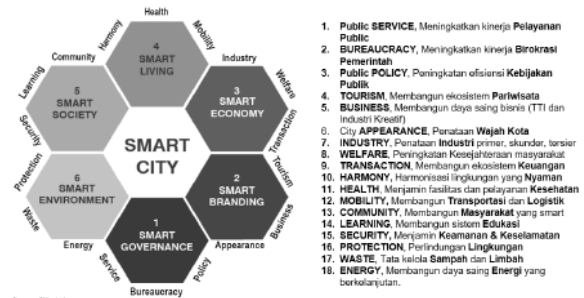 Health
Harmony
Mobility
4
SMART
LIVING
Community
Industry
Learning
Welfare
5
SMART
SOCIETY
3
SMART
ECONOMY
Security
Transaction
SMART
CITY
Protection
Tourism
6
SMART
ENVIRONMENT
2
SMART
BRANDING
Waste
Business
1
SMART
GOVERNANCE
Energy
Appearance
Service
Policy
Bureaucracy
1. Public SERVICE, Meningkatkan kinerja Pelayanan
Public
2. BUREAUCRACY, Meningkatkan kinerja Birokrasi
Pemerintah
3. Public POLICY, Peningkatan efisiensi Kebijakan
Publik
4. TOURISM, Membangun ekosistem Pariwisata
5. BUSINESS, Membangun daya saing bisnis (TTI dan
Industri Kreatif)
6. City APPEARANCE, Penataan Wajah Kota
7. INDUSTRY, Penataan Industri primer, skunder, tersier
8. WELFARE, Peningkatan Kesejahteraan masyarakat
9. TRANSACTION, Membangun ekosistem Keuangan
10. HARMONY, Harmonisasi lingkungan yang Nyaman
11. HEALTH, Menjamin fasilitas dan pelayanan Kesehatan
12. MOBILITY, Membangun Transportasi dan Logistik
13. COMMUNITY, Membangun Masyarakat yang smart
14. LEARNING, Membangun sistem Edukasi
15. SECURITY, Menjamin Keamanan & Keselamatan
16. PROTECTION, Perlindungan Lingkungan
17. WASTE, Tata kelola Sampah dan Limbah
18. ENERGY, Membangun daya saing Energi yang
berkelanjutan.